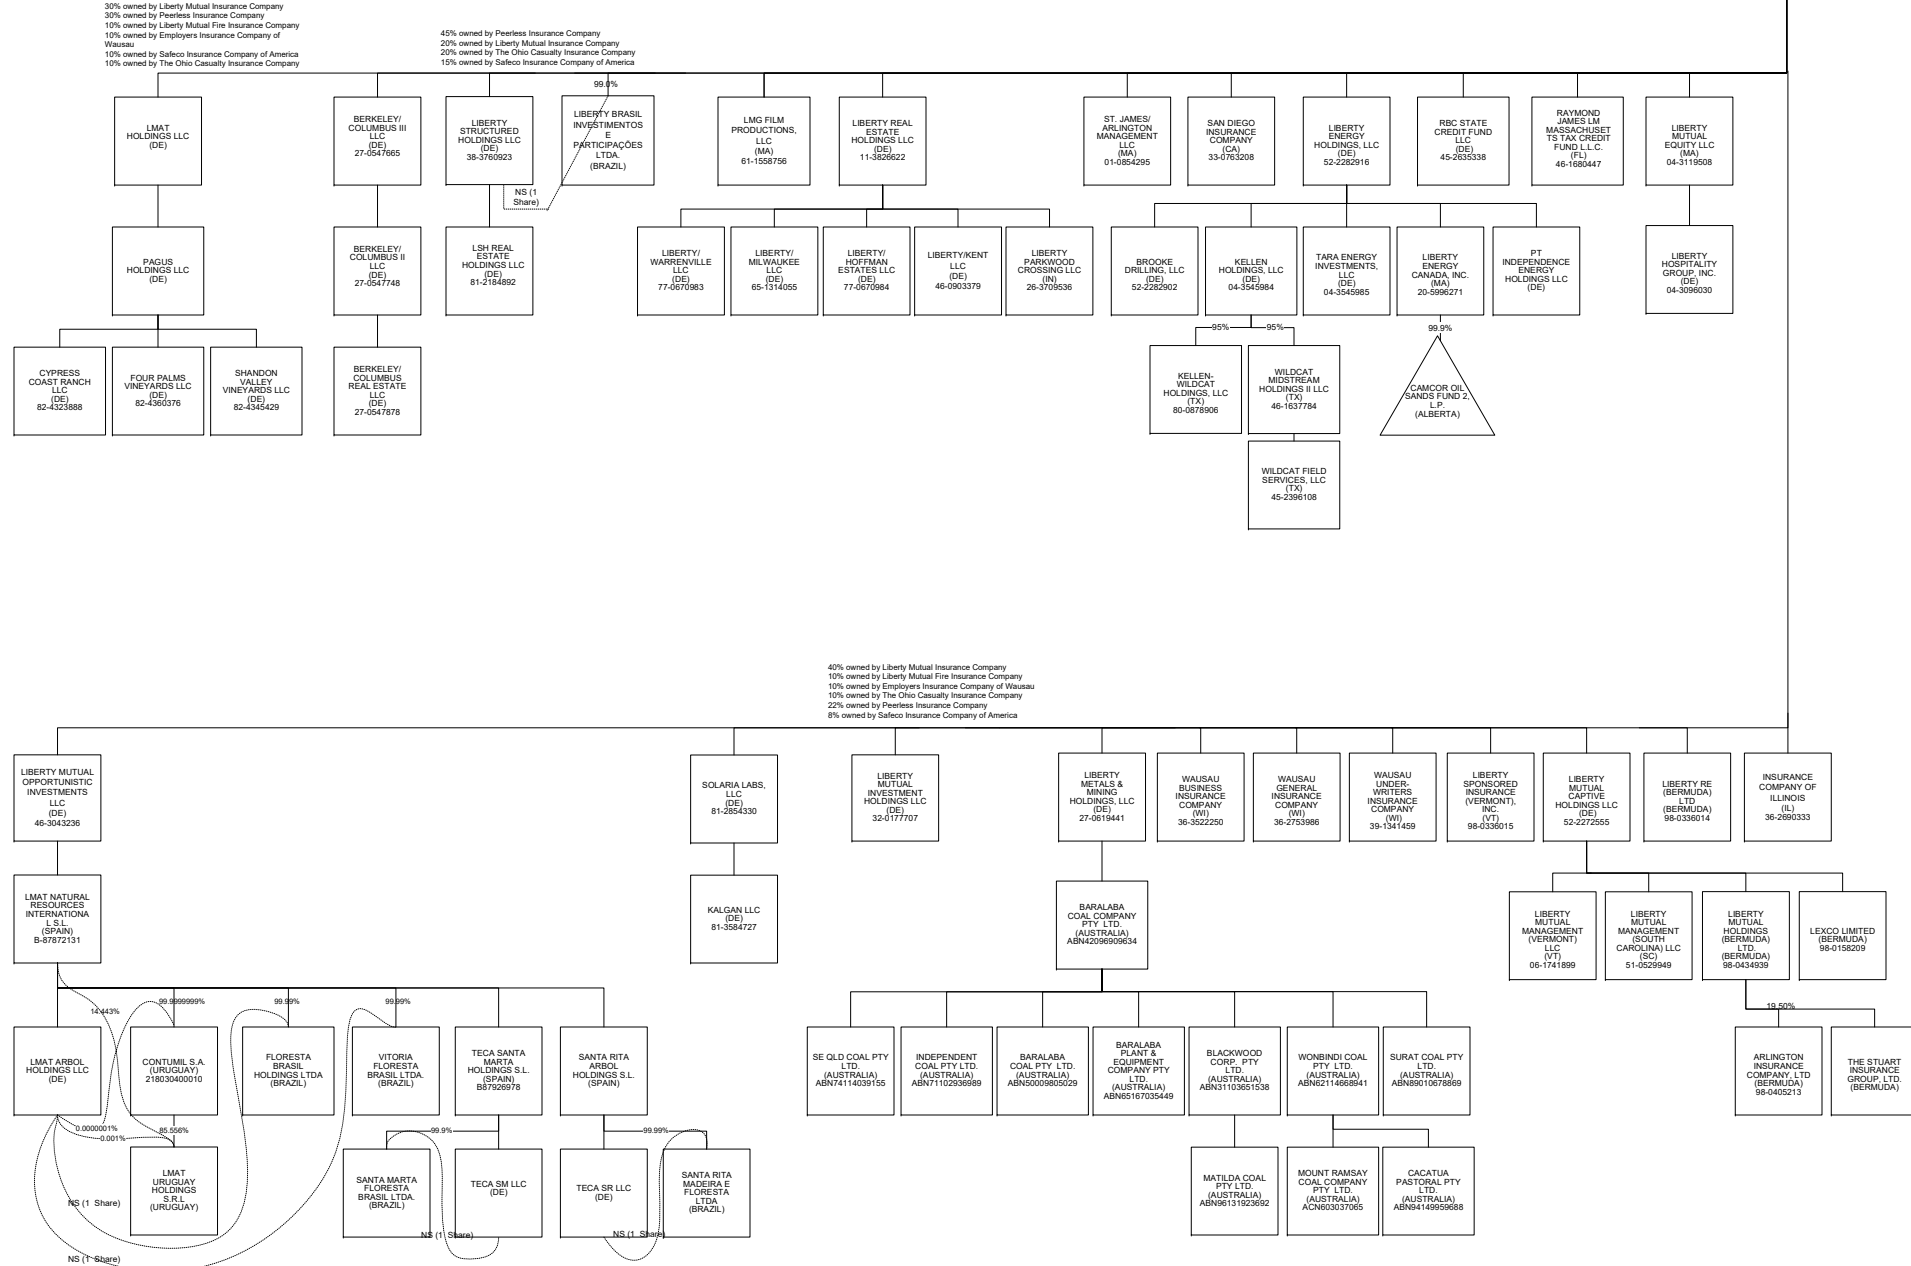 30% owned by Liberty Mutual Insurance Company
30% owned by Peerless Insurance Company
10% owned by Liberty Mutual Fire Insurance Company
10% owned by Employers Insurance Company of
Wausau
10% owned by Safeco Insurance Company of America
10% owned by The Ohio Casualty Insurance Company
45% owned by Peerless Insurance Company
20% owned by Liberty Mutual Insurance Company
20% owned by The Ohio Casualty Insurance Company
15% owned by Safeco Insurance Company of America
LMAT
HOLDINGS LLC
(DE)
BERKELEY/
COLUMBUS III
LLC
(DE)
27-0547665
LIBERTY
STRUCTURED
HOLDINGS LLC
(DE)
38-3760923
99.0%
LIBERTY BRASIL
INVESTIMENTOS
E
PARTICIPAÇÕES
LTDA.
(BRAZIL)
NS (1
Share)
LMG FILM
PRODUCTIONS,
LLC
(MA)
61-1558756
LIBERTY REAL
ESTATE
HOLDINGS LLC
(DE)
11-3826622
ST. JAMES/
ARLINGTON
MANAGEMENT
LLC
(MA)
01-0854295
SAN DIEGO
INSURANCE
COMPANY
(CA)
33-0763208
LIBERTY
ENERGY
HOLDINGS, LLC
(DE)
52-2282916
RBC STATE
CREDIT FUND
LLC
(DE)
45-2635338
RAYMOND
JAMES LM
MASSACHUSET
TS TAX CREDIT
FUND L.L.C.
(FL)
46-1680447
LIBERTY
MUTUAL
EQUITY LLC
(MA)
04-3119508
PAGUS
HOLDINGS LLC
(DE)
BERKELEY/
COLUMBUS II
LLC
(DE)
27-0547748
LSH REAL
ESTATE
HOLDINGS LLC
(DE)
81-2184892
LIBERTY/
WARRENVILLE
LLC
(DE)
77-0670983
LIBERTY/
MILWAUKEE
LLC
(DE)
65-1314055
LIBERTY/
HOFFMAN
ESTATES LLC
(DE)
77-0670984
LIBERTY/KENT
LLC
(DE)
46-0903379
LIBERTY
PARKWOOD
CROSSING LLC
(IN)
26-3709536
BROOKE
DRILLING, LLC
(DE)
52-2282902
KELLEN
HOLDINGS, LLC
(DE)
04-3545984
TARA ENERGY
INVESTMENTS,
LLC
(DE)
04-3545985
LIBERTY
ENERGY
CANADA, INC.
(MA)
20-5996271
PT
INDEPENDENCE
ENERGY
HOLDINGS LLC
(DE)
LIBERTY
HOSPITALITY
GROUP, INC.
(DE)
04-3096030
CYPRESS
COAST RANCH
LLC
(DE)
82-4323888
FOUR PALMS
VINEYARDS LLC
(DE)
82-4360376
SHANDON
VALLEY
VINEYARDS LLC
(DE)
82-4345429
BERKELEY/
COLUMBUS
REAL ESTATE
LLC
(DE)
27-0547878
95%
95%
99.9%
KELLEN-
WILDCAT
HOLDINGS, LLC
(TX)
80-0878906
WILDCAT
MIDSTREAM
HOLDINGS II LLC
(TX)
46-1637784
CAMCOR OIL
SANDS FUND 2,
L.P.
(ALBERTA)
WILDCAT FIELD
SERVICES, LLC
(TX)
45-2396108
40% owned by Liberty Mutual Insurance Company
10% owned by Liberty Mutual Fire Insurance Company
10% owned by Employers Insurance Company of Wausau
10% owned by The Ohio Casualty Insurance Company
22% owned by Peerless Insurance Company
8% owned by Safeco Insurance Company of America
LIBERTY MUTUAL
OPPORTUNISTIC
INVESTMENTS
LLC
(DE)
46-3043236
SOLARIA LABS,
LLC
(DE)
81-2854330
LIBERTY
MUTUAL
INVESTMENT
HOLDINGS LLC
(DE)
32-0177707
LIBERTY
METALS &
MINING
HOLDINGS, LLC
(DE)
27-0619441
WAUSAU
BUSINESS
INSURANCE
COMPANY
(WI)
36-3522250
WAUSAU
GENERAL
INSURANCE
COMPANY
(WI)
36-2753986
WAUSAU
UNDER-
WRITERS
INSURANCE
COMPANY
(WI)
39-1341459
LIBERTY
SPONSORED
INSURANCE
(VERMONT),
INC.
(VT)
98-0336015
LIBERTY
MUTUAL
CAPTIVE
HOLDINGS LLC
(DE)
52-2272555
LIBERTY RE
(BERMUDA)
LTD
(BERMUDA)
98-0336014
INSURANCE
COMPANY OF
ILLINOIS
(IL)
36-2690333
LMAT NATURAL
RESOURCES
INTERNATIONA
L S.L.
(SPAIN)
B-87872131
KALGAN LLC
(DE)
81-3584727
BARALABA
COAL COMPANY
PTY LTD.
(AUSTRALIA)
ABN42096909634
LIBERTY
MUTUAL
MANAGEMENT
(VERMONT)
LLC
(VT)
06-1741899
LIBERTY
MUTUAL
MANAGEMENT
(SOUTH
CAROLINA) LLC
(SC)
51-0529949
LIBERTY
MUTUAL
HOLDINGS
(BERMUDA)
LTD.
(BERMUDA)
98-0434939
LEXCO LIMITED
(BERMUDA)
98-0158209
14.443%
99.9999999%
99.99%
99.99%
19.50%
LMAT ARBOL
HOLDINGS LLC
(DE)
CONTUMIL S.A.
(URUGUAY)
218030400010
FLORESTA
BRASIL
HOLDINGS LTDA
(BRAZIL)
VITORIA
FLORESTA
BRASIL LTDA.
(BRAZIL)
TECA SANTA
MARTA
HOLDINGS S.L.
(SPAIN)
B87926978
SANTA RITA
ARBOL
HOLDINGS S.L.
(SPAIN)
SE QLD COAL PTY
LTD.
(AUSTRALIA)
ABN74114039155
INDEPENDENT
COAL PTY LTD.
(AUSTRALIA)
ABN71102936989
BARALABA
COAL PTY LTD.
(AUSTRALIA)
ABN50009805029
BARALABA
PLANT &
EQUIPMENT
COMPANY PTY
LTD.
(AUSTRALIA)
ABN65167035449
BLACKWOOD
CORP. PTY
LTD.
(AUSTRALIA)
ABN31103651538
WONBINDI COAL
PTY LTD.
(AUSTRALIA)
ABN62114668941
SURAT COAL PTY
LTD.
(AUSTRALIA)
ABN89010678869
ARLINGTON
INSURANCE
COMPANY, LTD
(BERMUDA)
98-0405213
THE STUART
INSURANCE
GROUP, LTD.
(BERMUDA)
0.0000001%
0.001%
85.556%
99.9%
99.99%
LMAT
URUGUAY
HOLDINGS
S.R.L
(URUGUAY)
SANTA MARTA
FLORESTA
BRASIL LTDA.
(BRAZIL)
TECA SM LLC
(DE)
TECA SR LLC
(DE)
SANTA RITA
MADEIRA E
FLORESTA
LTDA
(BRAZIL)
MATILDA COAL
PTY LTD.
(AUSTRALIA)
ABN96131923692
MOUNT RAMSAY
COAL COMPANY
PTY LTD.
(AUSTRALIA)
ACN603037065
CACATUA
PASTORAL PTY
LTD.
(AUSTRALIA)
ABN94149959688
NS (1 Share)
NS (1 Share)
NS (1 Share)
NS (1 Share)